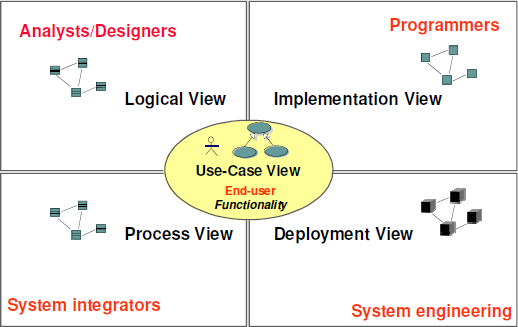 Analysts/Designers
Programmers
Logical View
Implementation View
Use-Case View
End-user
Functionality
Process View
Deployment View
System integrators
System engineering